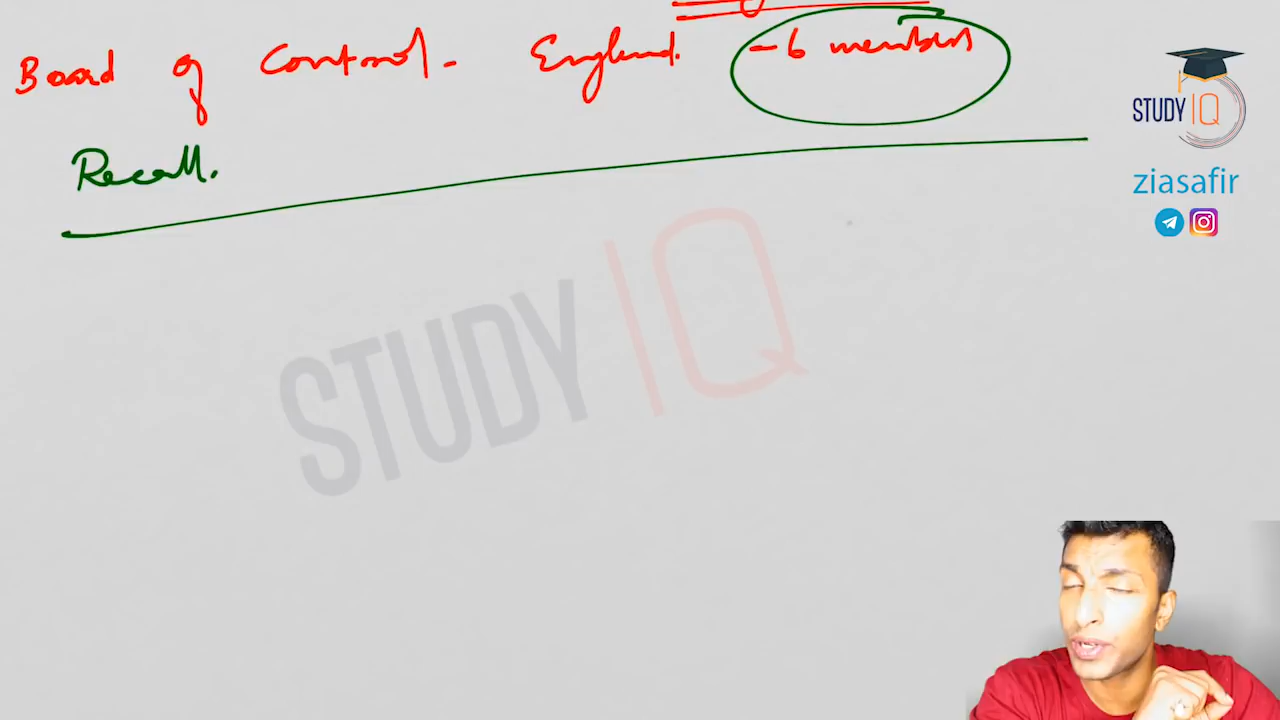 Board of Control - England. - 6 members
Recall.
STUDY IQ
ziasafir
STUDY IQ